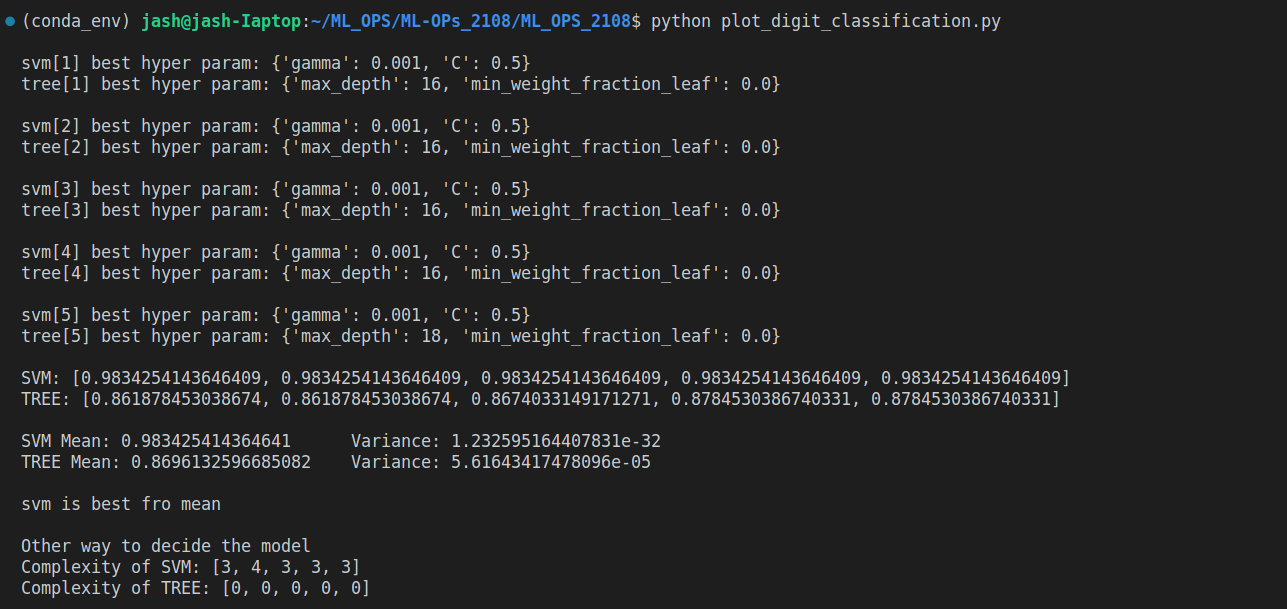 (conda_env) jash@jash-Iaptop:~/ML_OPS/ML-OPs_2108/ML_OPS_2108$ python plot_digit_classification.py
svm[1] best hyper param: {'gamma': 0.001, 'C': 0.5}
tree[1] best hyper param: {'max_depth': 16, 'min_weight_fraction_leaf': 0.0}
svm[2] best hyper param: {'gamma': 0.001, 'C': 0.5}
tree[2] best hyper param: {'max_depth': 16, 'min_weight_fraction_leaf': 0.0}
svm[3] best hyper param: {'gamma': 0.001, 'C': 0.5}
tree[3] best hyper param: {'max_depth': 16, 'min_weight_fraction_leaf': 0.0}
svm[4] best hyper param: {'gamma': 0.001, 'C': 0.5}
tree[4] best hyper param: {'max_depth': 16, 'min_weight_fraction_leaf': 0.0}
svm[5] best hyper param: {'gamma': 0.001, 'C': 0.5}
tree[5] best hyper param: {'max_depth': 18, 'min_weight_fraction_leaf': 0.0}
SVM: [0.9834254143646409, 0.9834254143646409, 0.9834254143646409, 0.9834254143646409, 0.9834254143646409]
TREE: [0.861878453038674, 0.861878453038674, 0.8674033149171271, 0.8784530386740331, 0.8784530386740331]
SVM Mean: 0.983425414364641      Variance: 1.232595164407831e-32
TREE Mean: 0.8696132596685082    Variance: 5.61643417478096e-05
svm is best fro mean
Other way to decide the model
Complexity of SVM: [3, 4, 3, 3, 3]
Complexity of TREE: [0, 0, 0, 0, 0]